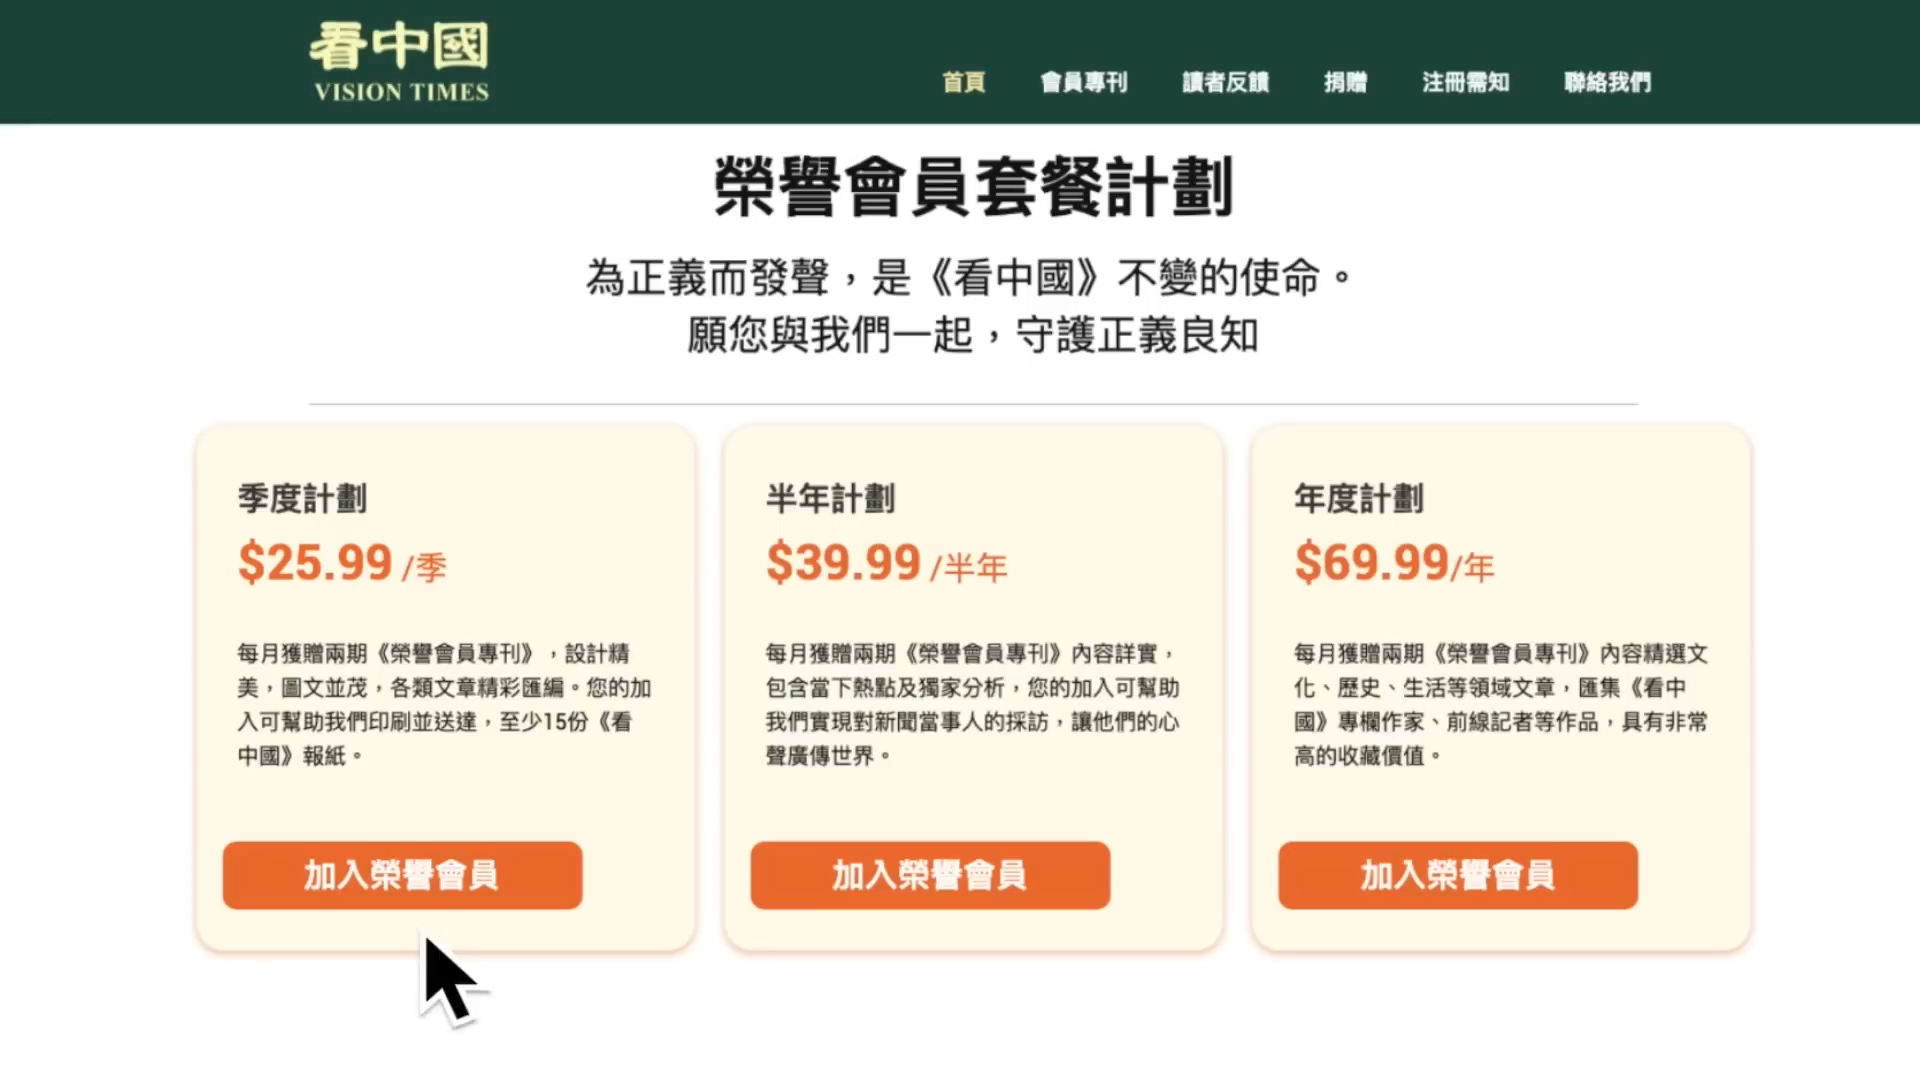 看中國
VISION TIMES
首頁 會員專刊 讀者反饋 捐贈 注冊需知 聯絡我們
榮譽會員套餐計劃
為正義而發聲，是《看中國》不變的使命。
願您與我們一起，守護正義良知
季度計劃
$25.99 /季
每月獲贈兩期《榮譽會員專刊》，設計精
美，圖文並茂，各類文章精彩匯編。您的加
入可幫助我們印刷並送達，至少15份《看
中國》報紙。
加入榮譽會員
半年計劃
$39.99 /半年
每月獲贈兩期《榮譽會員專刊》內容詳實，
包含當下熱點及獨家分析，您的加入可幫助
我們實現對新聞當事人的採訪，讓他們的心
聲廣傳世界。
加入榮譽會員
年度計劃
$69.99/年
每月獲贈兩期《榮譽會員專刊》內容精選文
化、歷史、生活等領域文章，匯集《看中
國》專欄作家、前線記者等作品，具有非常
高的收藏價值。
加入榮譽會員